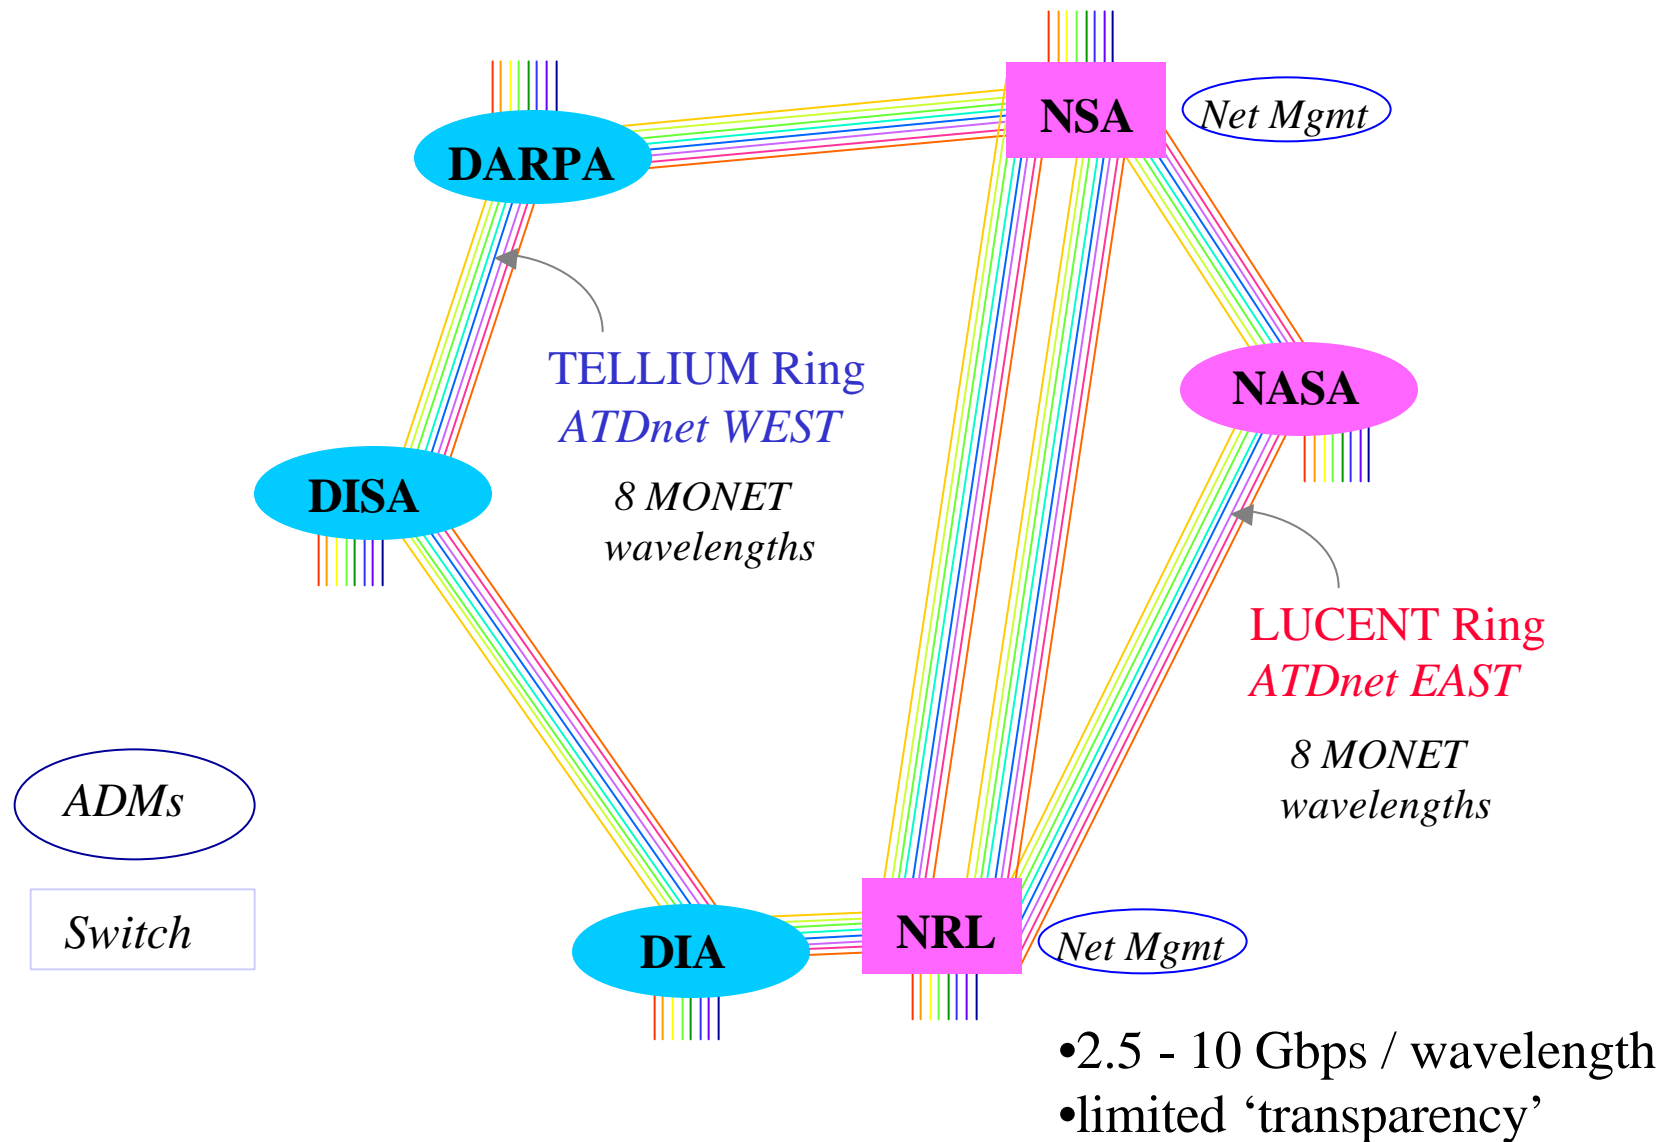 NSA
Net Mgmt
DARPA
TELLIUM Ring
ATDnet WEST
8 MONET
wavelengths
NASA
DISA
LUCENT Ring
ATDnet EAST
8 MONET
wavelengths
ADMs
Switch
DIA
NRL
Net Mgmt
•2.5 - 10 Gbps / wavelength
•limited ‘transparency’